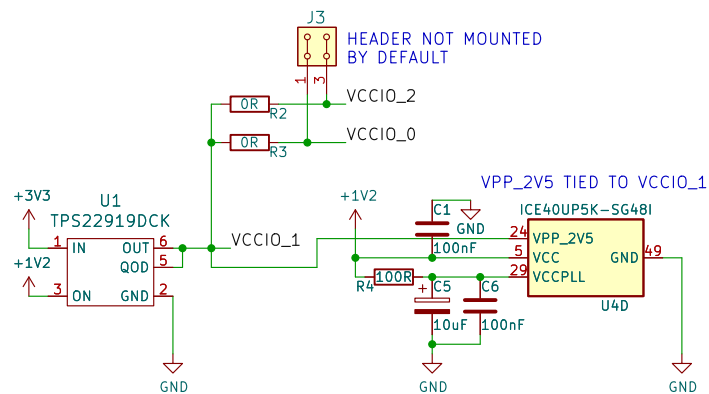 J3
HEADER NOT MOUNTED
BY DEFAULT
1
3
VCCIO_2
0R
R2
VCCIO_0
0R
R3
+3V3
U1
TPS22919DCK
1
IN
OUT
6
QOD
5
+1V2
3
ON
GND
2
GND
VCCIO_1
+1V2
C1
GND
100nF
VPP_2V5 TIED TO VCCIO_1
ICE40UP5K-SG48I
24
VPP_2V5
5
VCC
GND
49
29
VCCPLL
U4D
R4
100R
+
C5
10uF
C6
100nF
GND
GND